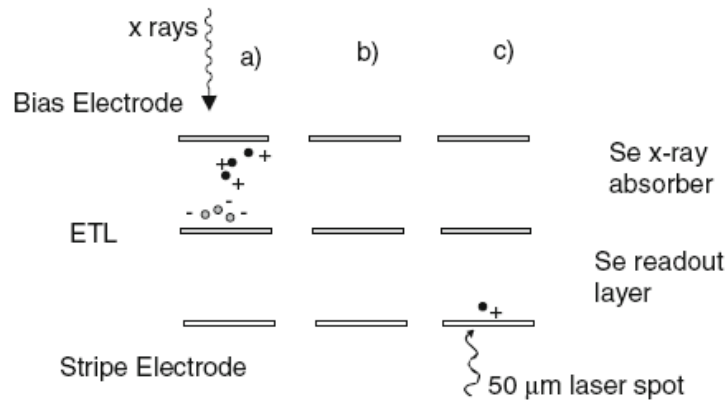 x rays
a)
b)
c)
Bias Electrode
+
+
+
Se x-ray
absorber
-
-
-
ETL
Se readout
layer
+
Stripe Electrode
50 μm laser spot